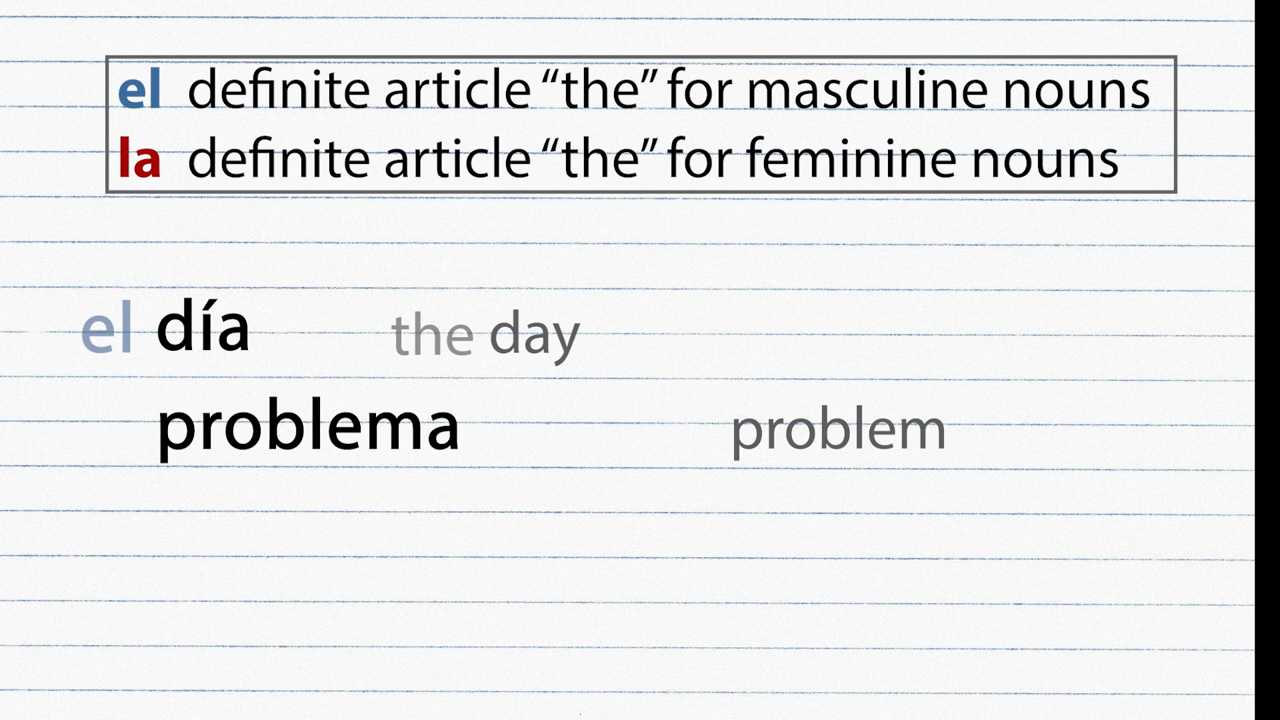 el definite article “the” for masculine nouns
la definite article “the” for feminine nouns
el día the day
problema problem